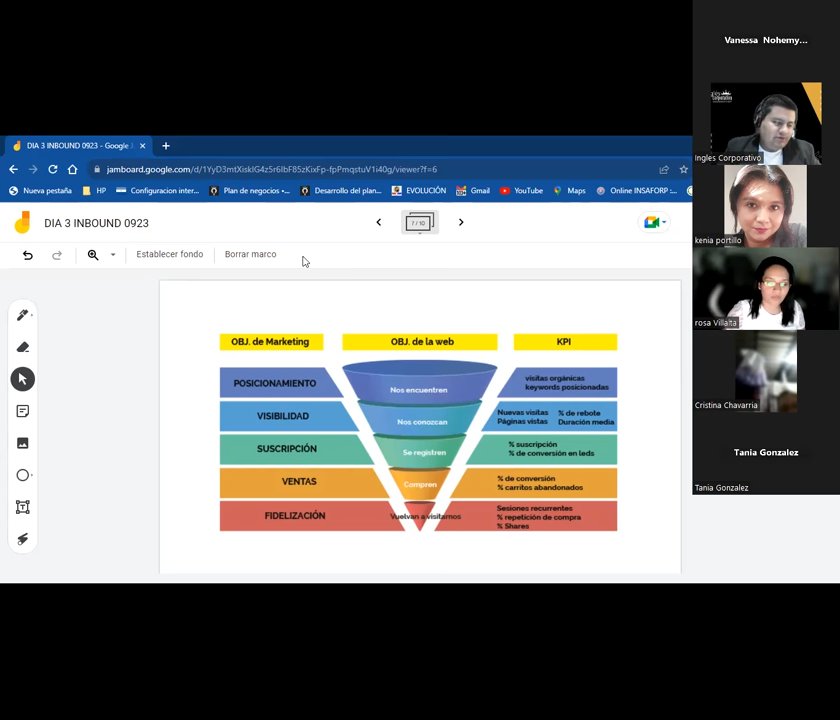 Vanessa Nohemy...
DIA 3 INBOUND 0923 - Google
jamboard.google.com/d/1YyD3mtXiskIG4z5r6IbF85zKixFp-fpPmqstuV1i40g/viewer?f=6
Nueva pestaña
HP
Configuracion inter...
Plan de negocios •...
Desarrollo del plan...
EVOLUCIÓN
Gmail
YouTube
Maps
Online INSAFORP :...
Ingles Corporativo
DIA 3 INBOUND 0923
7 / 10
kenia portillo
Establecer fondo
Borrar marco
rosa Villalta
OBJ. de Marketing
OBJ. de la web
KPI
POSICIONAMIENTO
Nos encuentren
visitas orgánicas
keywords posicionadas
VISIBILIDAD
Nos conozcan
Nuevas visitas
% de rebote
Páginas vistas
Duración media
SUSCRIPCIÓN
Se registren
% suscripción
% de conversión en leds
VENTAS
Compren
% de conversión
% carritos abandonados
FIDELIZACIÓN
Vuelvan a visitarnos
Sesiones recurrentes
% repetición de compra
% Shares
Cristina Chavarria
Tania Gonzalez
Tania Gonzalez